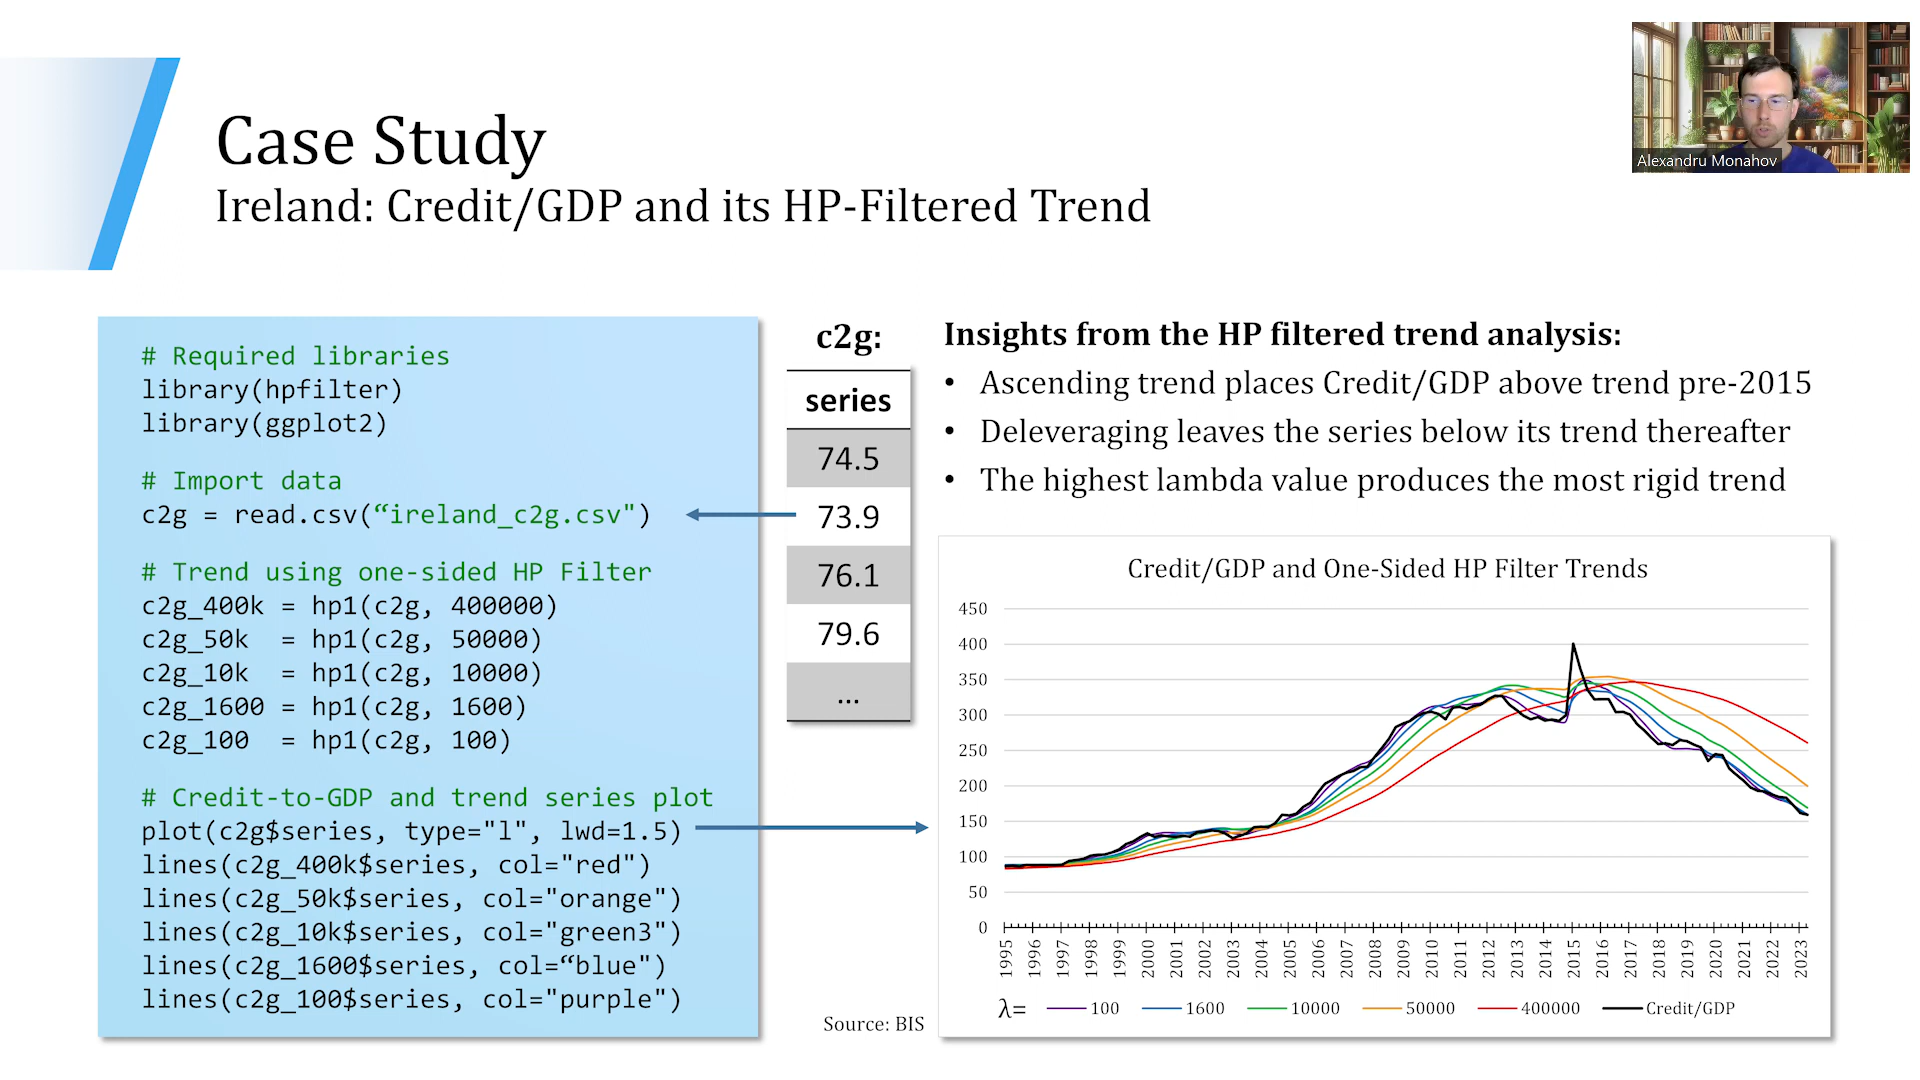 Case Study
Ireland: Credit/GDP and its HP-Filtered Trend
Alexandru Monahov
# Required libraries
library(hpfilter)
library(ggplot2)
# Import data
c2g = read.csv(“ireland_c2g.csv")
# Trend using one-sided HP Filter
c2g_400k = hp1(c2g, 400000)
c2g_50k  = hp1(c2g, 50000)
c2g_10k  = hp1(c2g, 10000)
c2g_1600 = hp1(c2g, 1600)
c2g_100  = hp1(c2g, 100)
# Credit-to-GDP and trend series plot
plot(c2g$series, type="l", lwd=1.5)
lines(c2g_400k$series, col="red")
lines(c2g_50k$series, col="orange")
lines(c2g_10k$series, col="green3")
lines(c2g_1600$series, col=“blue")
lines(c2g_100$series, col="purple")
c2g:
series
74.5
73.9
76.1
79.6
...
Source: BIS
Insights from the HP filtered trend analysis:
• Ascending trend places Credit/GDP above trend pre-2015
• Deleveraging leaves the series below its trend thereafter
• The highest lambda value produces the most rigid trend
Credit/GDP and One-Sided HP Filter Trends
450
400
350
300
250
200
150
100
50
0
1995 1996 1997 1998 1999 2000 2001 2002 2003 2004 2005 2006 2007 2008 2009 2010 2011 2012 2013 2014 2015 2016 2017 2018 2019 2020 2021 2022 2023
λ= 100 1600 10000 50000 400000 Credit/GDP